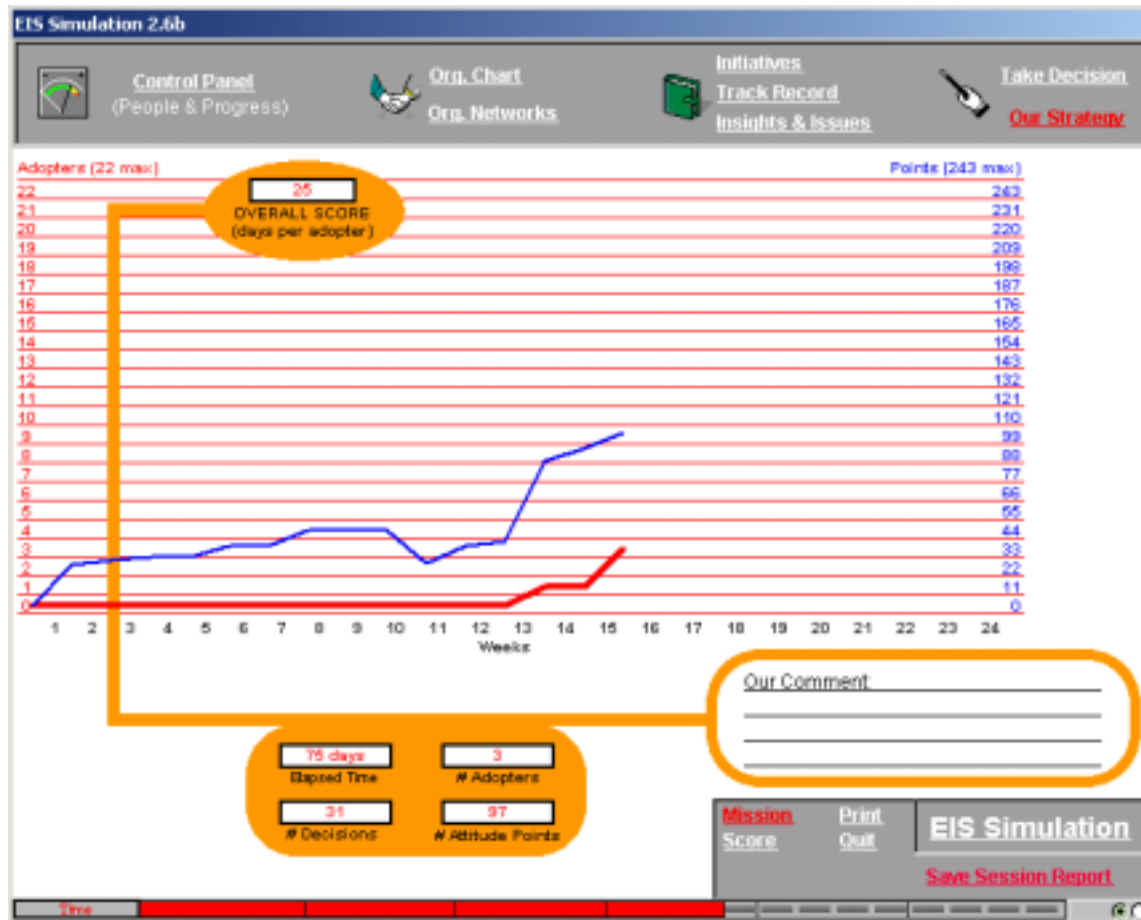 EIS Simulation 2.6b
Control Panel
(People & Progress)
Org. Chart
Org. Networks
Initiatives
Track Record
Insights & Issues
Take Decision
Our Strategy
Adopters (22 max)
Points (243 max)
25
OVERALL SCORE
(days per adopter)
22 243
21 231
20 220
19 209
18 198
17 187
16 176
15 165
14 154
13 143
12 132
11 121
10 110
9 99
8 88
7 77
6 66
5 55
4 44
3 33
2 22
1 11
0 0
1 2 3 4 5 6 7 8 9 10 11 12 13 14 15 16 17 18 19 20 21 22 23 24
Weeks
Our Comment:
75 days
Elapsed Time
3
# Adopters
31
# Decisions
97
# Attitude Points
Mission
Score
Print
Quit
EIS Simulation
Save Session Report
Time